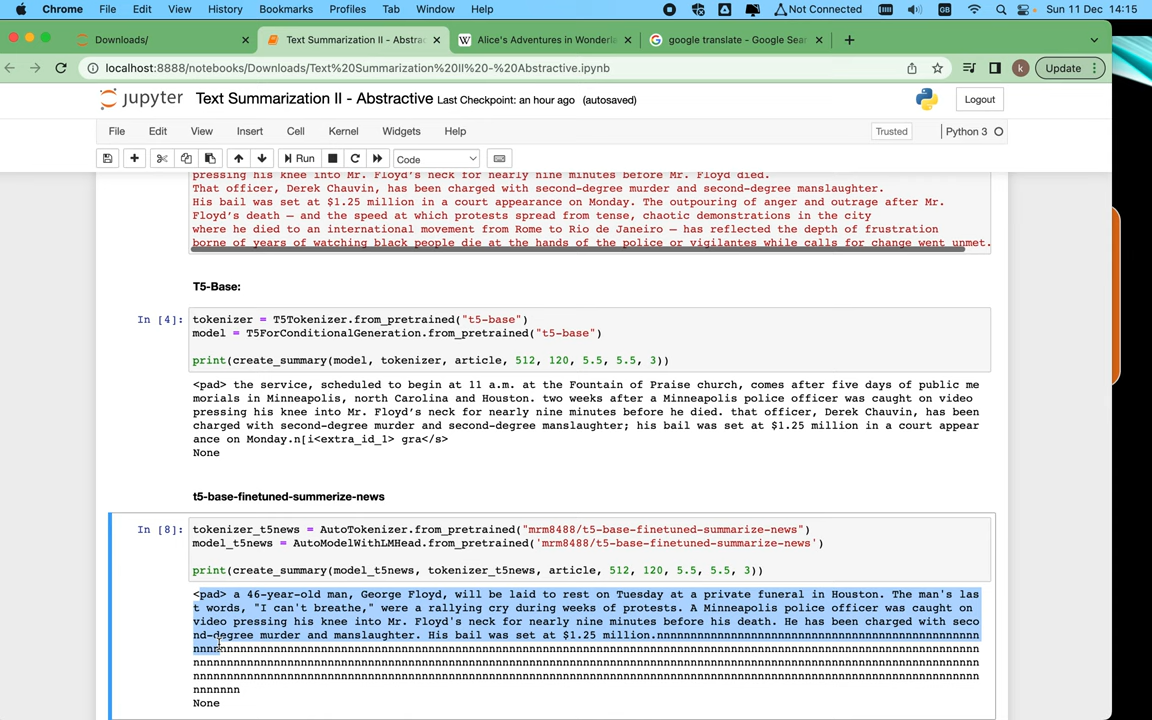 Chrome File Edit View History Bookmarks Profiles Tab Window Help Not Connected GB Sun 11 Dec 14:15
Downloads/ × Text Summarization II - Abstrac × Alice's Adventures in Wonderla × google translate - Google Sear × +
localhost:8888/notebooks/Downloads/Text%20Summarization%20II%20-%20Abstractive.ipynb k Update
jupyter Text Summarization II - Abstractive Last Checkpoint: an hour ago (autosaved) Logout
File Edit View Insert Cell Kernel Widgets Help Trusted Python 3
Run Code
pressing his knee into Mr. Floyd's neck for nearly nine minutes before Mr. Floyd died.
That officer, Derek Chauvin, has been charged with second-degree murder and second-degree manslaughter.
His bail was set at $1.25 million in a court appearance on Monday. The outpouring of anger and outrage after Mr.
Floyd's death — and the speed at which protests spread from tense, chaotic demonstrations in the city
where he died to an international movement from Rome to Rio de Janeiro — has reflected the depth of frustration
borne of years of watching black people die at the hands of the police or vigilantes while calls for change went unmet.
T5-Base:
In [4]: tokenizer = T5Tokenizer.from_pretrained("t5-base")
model = T5ForConditionalGeneration.from_pretrained("t5-base")
print(create_summary(model, tokenizer, article, 512, 120, 5.5, 5.5, 3))
<pad> the service, scheduled to begin at 11 a.m. at the Fountain of Praise church, comes after five days of public me
morials in Minneapolis, north Carolina and Houston. two weeks after a Minneapolis police officer was caught on video
pressing his knee into Mr. Floyd's neck for nearly nine minutes before he died. that officer, Derek Chauvin, has been
charged with second-degree murder and second-degree manslaughter; his bail was set at $1.25 million in a court appear
ance on Monday.n[i<extra_id_1> gra</s>
None
t5-base-finetuned-summerize-news
In [8]: tokenizer_t5news = AutoTokenizer.from_pretrained("mrm8488/t5-base-finetuned-summarize-news")
model_t5news = AutoModelWithLMHead.from_pretrained('mrm8488/t5-base-finetuned-summarize-news')
print(create_summary(model_t5news, tokenizer_t5news, article, 512, 120, 5.5, 5.5, 3))
<pad> a 46-year-old man, George Floyd, will be laid to rest on Tuesday at a private funeral in Houston. The man's las
t words, "I can't breathe," were a rallying cry during weeks of protests. A Minneapolis police officer was caught on
video pressing his knee into Mr. Floyd's neck for nearly nine minutes before his death. He has been charged with seco
nd-degree murder and manslaughter. His bail was set at $1.25 million.nnnnnnnnnnnnnnnnnnnnnnnnnnnnnnnnnnnnnnnnnnnnnnnn
nnnnnnnnnnnnnnnnnnnnnnnnnnnnnnnnnnnnnnnnnnnnnnnnnnnnnnnnnnnnnnnnnnnnnnnnnnnnnnnnnnnnnnnnnnnnnnnnnnnnnnnnnnnnnnnnnnnnn
nnnnnnnnnnnnnnnnnnnnnnnnnnnnnnnnnnnnnnnnnnnnnnnnnnnnnnnnnnnnnnnnnnnnnnnnnnnnnnnnnnnnnnnnnnnnnnnnnnnnnnnnnnnnnnnnnnnnn
nnnnnnnnnnnnnnnnnnnnnnnnnnnnnnnnnnnnnnnnnnnnnnnnnnnnnnnnnnnnnnnnnnnnnnnnnnnnnnnnnnnnnnnnnnnnnnnnnnnnnnnnnnnnnnnnnnnnn
nnnnnnn
None